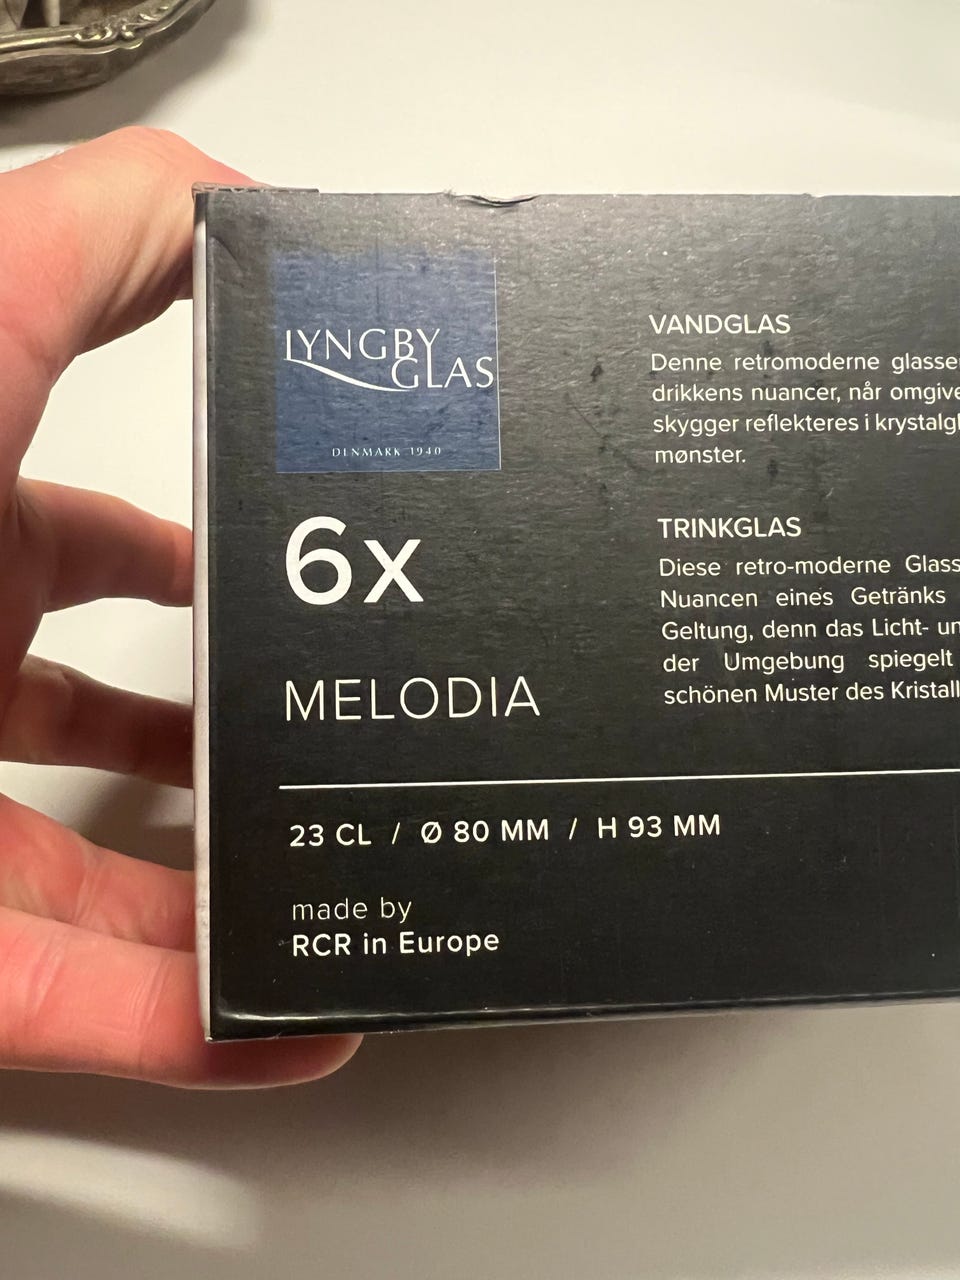 LYNGBY
GLAS
DENMARK 1940
6x
MELODIA
23 CL / Ø 80 MM / H 93 MM
made by
RCR in Europe
VANDGLAS
Denne retromoderne
drikkens nuancer, når
skygger reflekteres i
mønster.
TRINKGLAS
Diese retro-moderne
Nuancen eines Getränks
Geltung, denn das Licht-
der Umgebung spiegelt
schönen Muster des